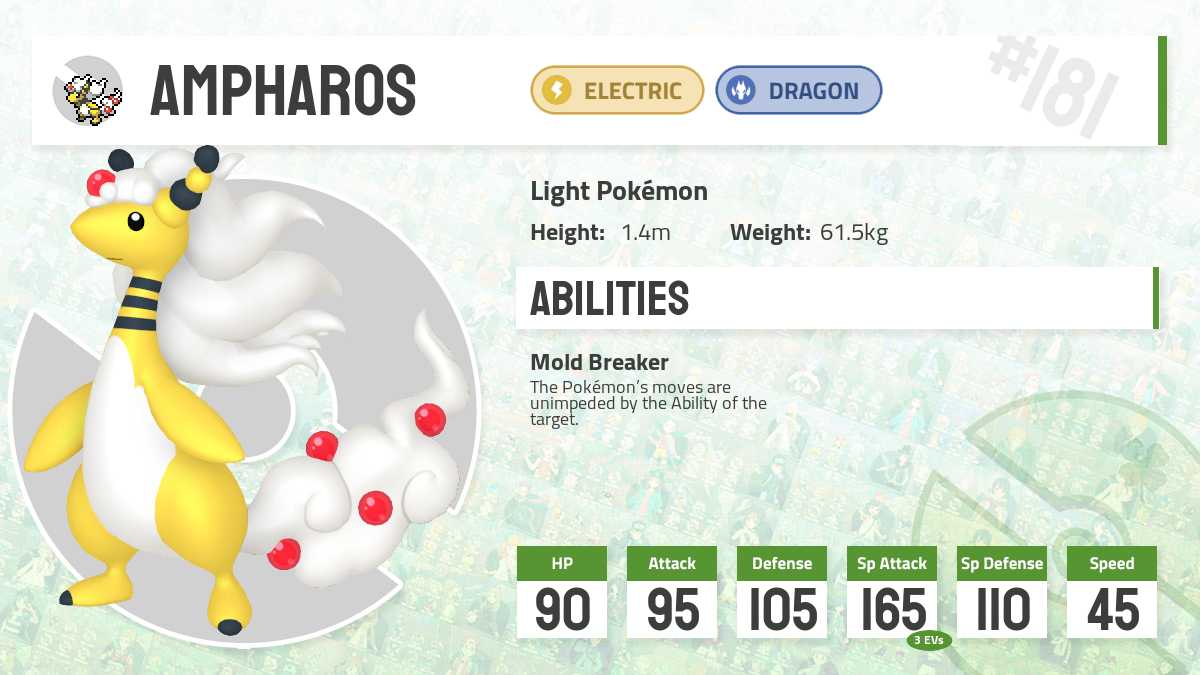 AMPHAROS
ELECTRIC
DRAGON
#181
Light Pokémon
Height: 1.4m Weight: 61.5kg
ABILITIES
Mold Breaker
The Pokémon's moves are
unimpeded by the Ability of the
target.
HP Attack Defense Sp Attack Sp Defense Speed
90 95 105 165 110 45
3 EVs